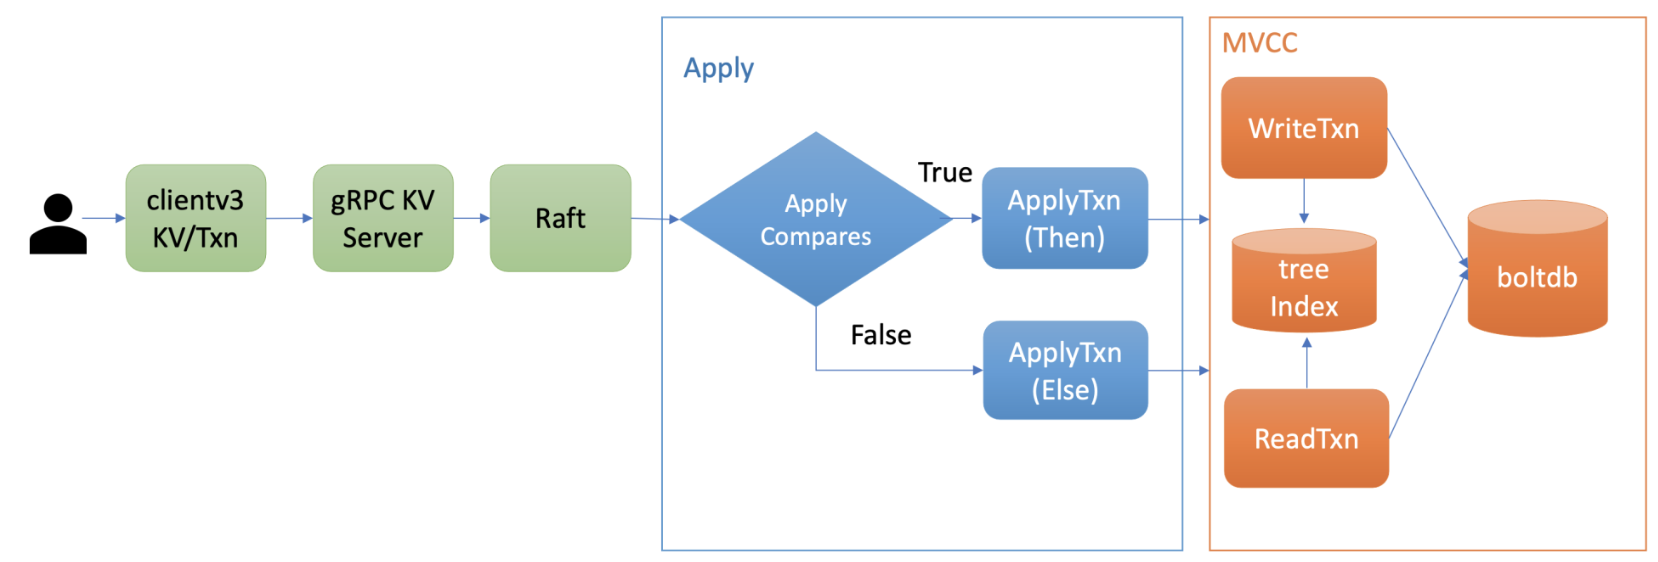 clientv3
KV/Txn
gRPC KV
Server
Raft
Apply
Apply
Compares
True
ApplyTxn
(Then)
False
ApplyTxn
(Else)
MVCC
WriteTxn
tree
Index
ReadTxn
boltdb